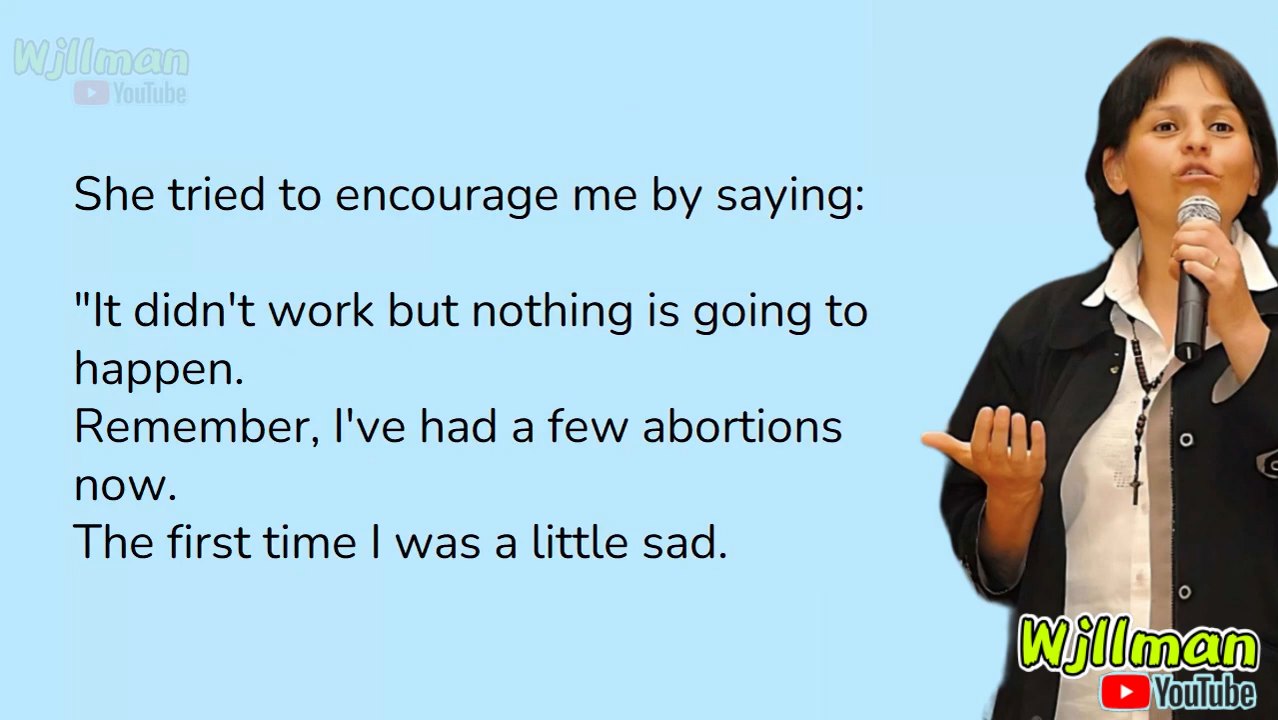 Wjllman
YouTube
She tried to encourage me by saying:
"It didn't work but nothing is going to
happen.
Remember, I've had a few abortions
now.
The first time I was a little sad.
Wjllman
YouTube